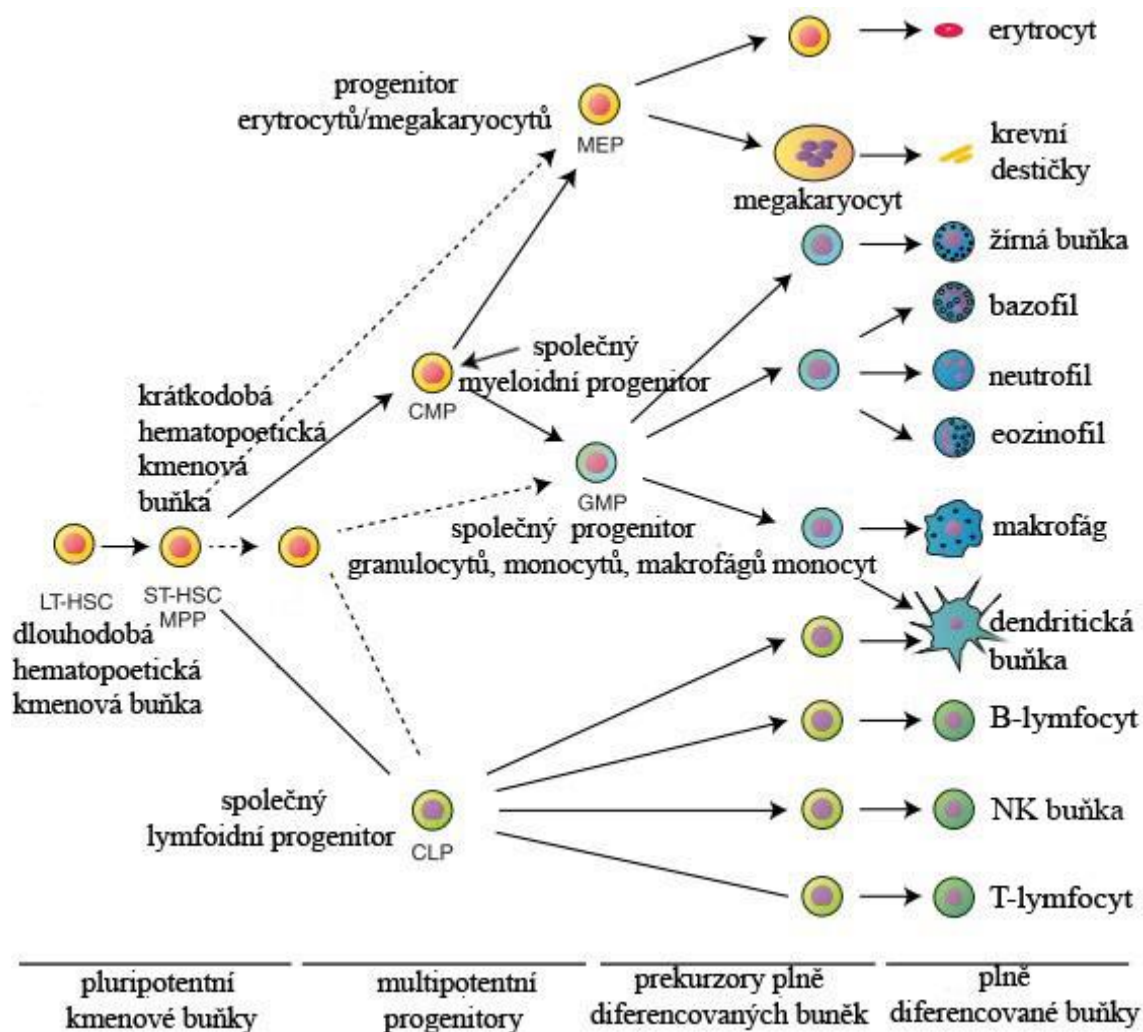 erytrocyt
progenitor
erytrocytů/megakaryocytů
MEP
krevní
destičky
megakaryocyt
žírná buňka
bazofil
společný
myeloidní progenitor
CMP
neutrofil
krátkodobá
hematopoetická
kmenová
buňka
eozinofil
GMP
společný progenitor
granulocytů, monocytů, makrofágů
monocyt
makrofág
LT-HSC
ST-HSC
MPP
dlouhodobá
hematopoetická
kmenová buňka
dendritická
buňka
B-lymfocyt
společný
lymfoidní progenitor
CLP
NK buňka
T-lymfocyt
pluripotentní
kmenové buňky
multipotentní
progenitory
prekurzory plně
diferencovaných buněk
plně
diferencované buňky